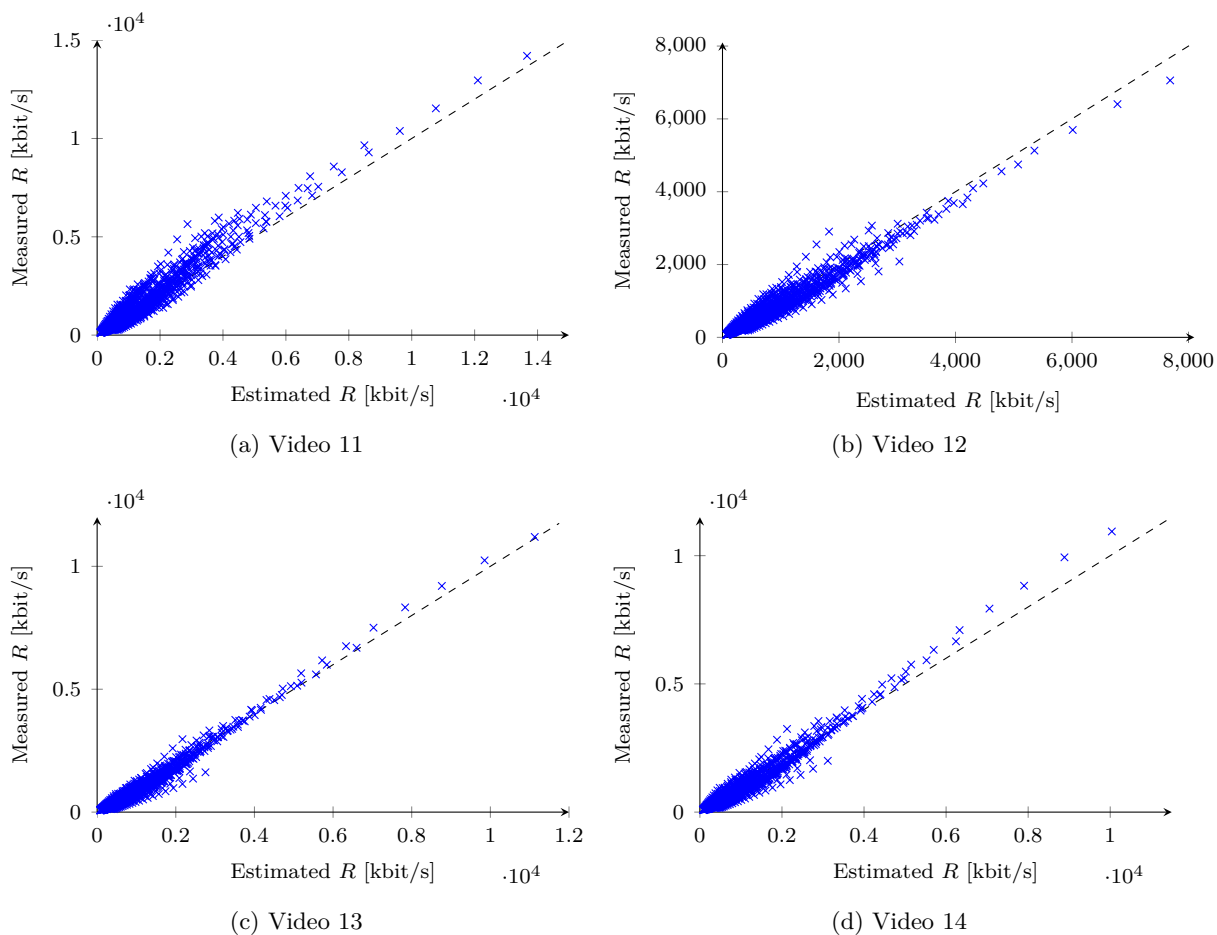 ·10⁴
1.5
1
0.5
0
Measured R [kbit/s]
0 0.2 0.4 0.6 0.8 1 1.2 1.4
Estimated R [kbit/s] ·10⁴
(a) Video 11
8,000
6,000
4,000
2,000
0
Measured R [kbit/s]
0 2,000 4,000 6,000 8,000
Estimated R [kbit/s]
(b) Video 12
·10⁴
1
0.5
0
Measured R [kbit/s]
0 0.2 0.4 0.6 0.8 1 1.2
Estimated R [kbit/s] ·10⁴
(c) Video 13
·10⁴
1
0.5
0
Measured R [kbit/s]
0 0.2 0.4 0.6 0.8 1
Estimated R [kbit/s] ·10⁴
(d) Video 14